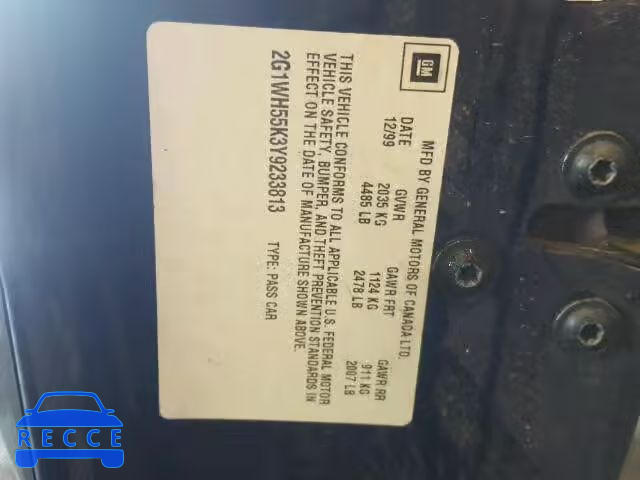 GM
MFD BY GENERAL MOTORS OF CANADA LTD.
DATE GVWR GAWR FRT GAWR RR
12/99 2035 KG 1124 KG 911 KG
4485 LB 2478 LB 2007 LB
THIS VEHICLE CONFORMS TO ALL APPLICABLE U.S. FEDERAL MOTOR
VEHICLE SAFETY, BUMPER, AND THEFT PREVENTION STANDARDS IN
EFFECT ON THE DATE OF MANUFACTURE SHOWN ABOVE.
2G1WH55K3Y9233813 TYPE: PASS CAR
RECCE